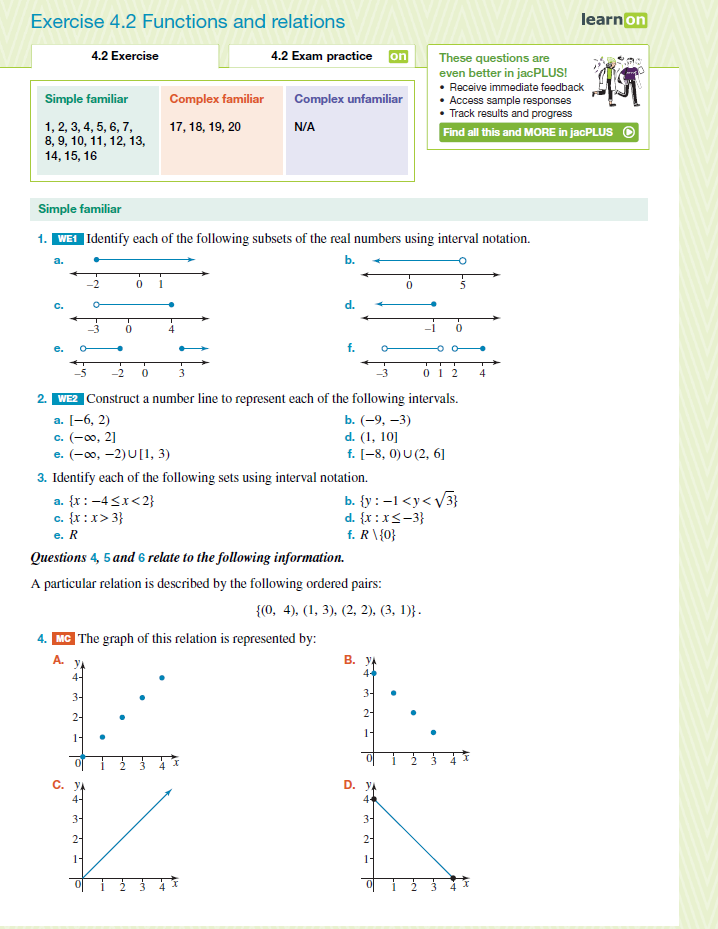 Exercise 4.2 Functions and relations
learnon
4.2 Exercise
4.2 Exam practice on
These questions are
even better in jacPLUS!
• Receive immediate feedback
• Access sample responses
• Track results and progress
Find all this and MORE in jacPLUS
Simple familiar
Complex familiar
Complex unfamiliar
1, 2, 3, 4, 5, 6, 7,
8, 9, 10, 11, 12, 13,
14, 15, 16
17, 18, 19, 20
N/A
Simple familiar
1. WE1 Identify each of the following subsets of the real numbers using interval notation.
a.
−2 0 1
b.
0 5
c.
−3 0 4
d.
−1 0
e.
−5 −2 0 3
f.
−3 0 1 2 4
2. WE2 Construct a number line to represent each of the following intervals.
a. [−6, 2)
b. (−9, −3)
c. (−∞, 2]
d. (1, 10]
e. (−∞, −2)∪[1, 3)
f. [−8, 0)∪(2, 6]
3. Identify each of the following sets using interval notation.
a. {x : −4≤x<2}
b. {y : −1<y<√3}
c. {x : x>3}
d. {x : x≤−3}
e. R
f. R \{0}
Questions 4, 5 and 6 relate to the following information.
A particular relation is described by the following ordered pairs:
{(0, 4), (1, 3), (2, 2), (3, 1)}.
4. MC The graph of this relation is represented by:
A.
y
4
3
2
1
0 1 2 3 4 x
B.
y
4
3
2
1
0 1 2 3 4 x
C.
y
4
3
2
1
0 1 2 3 4 x
D.
y
4
3
2
1
0 1 2 3 4 x